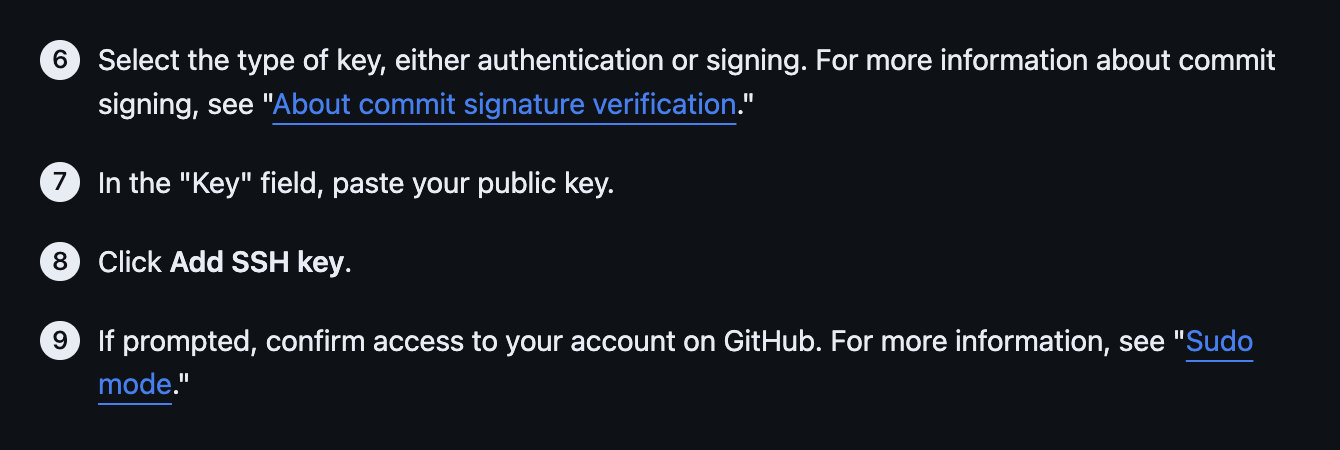 6 Select the type of key, either authentication or signing. For more information about commit
signing, see "About commit signature verification."
7 In the "Key" field, paste your public key.
8 Click Add SSH key.
9 If prompted, confirm access to your account on GitHub. For more information, see "Sudo
mode."